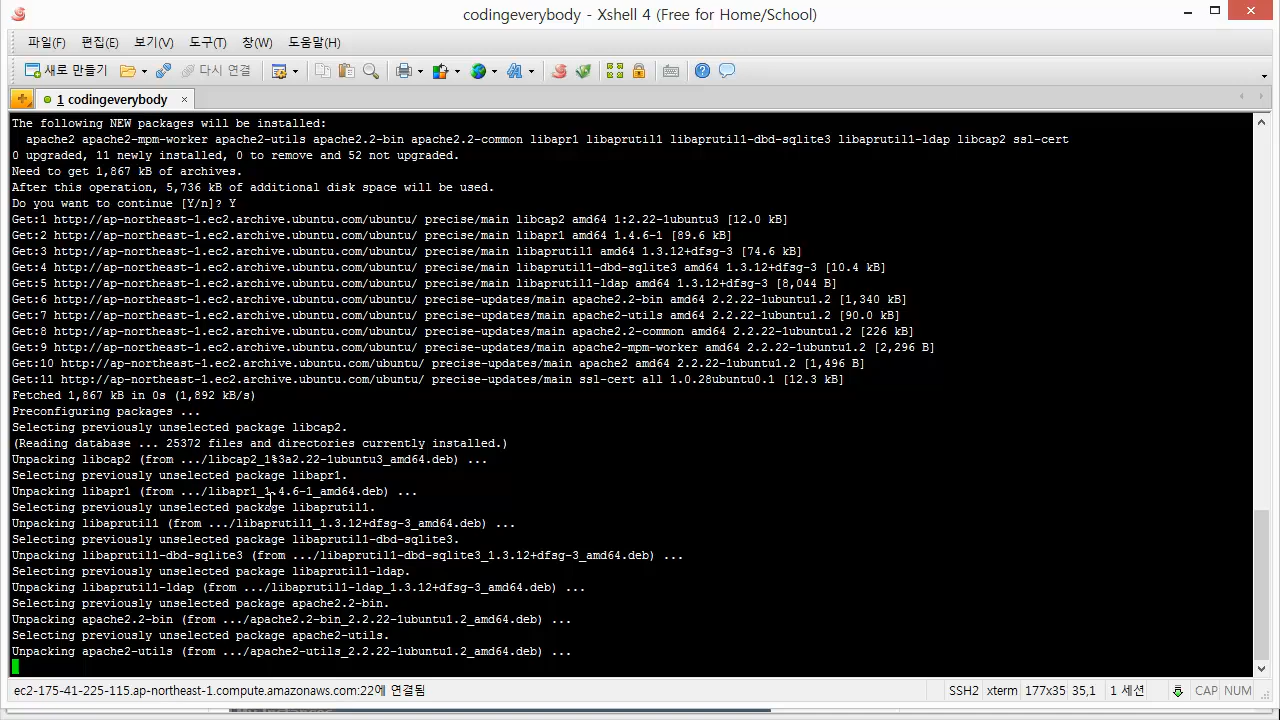 codingeverybody - Xshell 4 (Free for Home/School)
파일(F) 편집(E) 보기(V) 도구(T) 창(W) 도움말(H)
새로 만들기 다시 연결
1 codingeverybody
The following NEW packages will be installed:
apache2 apache2-mpm-worker apache2-utils apache2.2-bin apache2.2-common libapr1 libaprutil1 libaprutil1-dbd-sqlite3 libaprutil1-ldap libcap2 ssl-cert
0 upgraded, 11 newly installed, 0 to remove and 52 not upgraded.
Need to get 1,867 kB of archives.
After this operation, 5,736 kB of additional disk space will be used.
Do you want to continue [Y/n]? Y
Get:1 http://ap-northeast-1.ec2.archive.ubuntu.com/ubuntu/ precise/main libcap2 amd64 1:2.22-1ubuntu3 [12.0 kB]
Get:2 http://ap-northeast-1.ec2.archive.ubuntu.com/ubuntu/ precise/main libapr1 amd64 1.4.6-1 [89.6 kB]
Get:3 http://ap-northeast-1.ec2.archive.ubuntu.com/ubuntu/ precise/main libaprutil1 amd64 1.3.12+dfsg-3 [74.6 kB]
Get:4 http://ap-northeast-1.ec2.archive.ubuntu.com/ubuntu/ precise/main libaprutil1-dbd-sqlite3 amd64 1.3.12+dfsg-3 [10.4 kB]
Get:5 http://ap-northeast-1.ec2.archive.ubuntu.com/ubuntu/ precise/main libaprutil1-ldap amd64 1.3.12+dfsg-3 [8,044 B]
Get:6 http://ap-northeast-1.ec2.archive.ubuntu.com/ubuntu/ precise-updates/main apache2.2-bin amd64 2.2.22-1ubuntu1.2 [1,340 kB]
Get:7 http://ap-northeast-1.ec2.archive.ubuntu.com/ubuntu/ precise-updates/main apache2-utils amd64 2.2.22-1ubuntu1.2 [90.0 kB]
Get:8 http://ap-northeast-1.ec2.archive.ubuntu.com/ubuntu/ precise-updates/main apache2.2-common amd64 2.2.22-1ubuntu1.2 [226 kB]
Get:9 http://ap-northeast-1.ec2.archive.ubuntu.com/ubuntu/ precise-updates/main apache2-mpm-worker amd64 2.2.22-1ubuntu1.2 [2,296 B]
Get:10 http://ap-northeast-1.ec2.archive.ubuntu.com/ubuntu/ precise-updates/main apache2 amd64 2.2.22-1ubuntu1.2 [1,496 B]
Get:11 http://ap-northeast-1.ec2.archive.ubuntu.com/ubuntu/ precise-updates/main ssl-cert all 1.0.28ubuntu0.1 [12.3 kB]
Fetched 1,867 kB in 0s (1,892 kB/s)
Preconfiguring packages ...
Selecting previously unselected package libcap2.
(Reading database ... 25372 files and directories currently installed.)
Unpacking libcap2 (from .../libcap2_1%3a2.22-1ubuntu3_amd64.deb) ...
Selecting previously unselected package libapr1.
Unpacking libapr1 (from .../libapr1_1.4.6-1_amd64.deb) ...
Selecting previously unselected package libaprutil1.
Unpacking libaprutil1 (from .../libaprutil1_1.3.12+dfsg-3_amd64.deb) ...
Selecting previously unselected package libaprutil1-dbd-sqlite3.
Unpacking libaprutil1-dbd-sqlite3 (from .../libaprutil1-dbd-sqlite3_1.3.12+dfsg-3_amd64.deb) ...
Selecting previously unselected package libaprutil1-ldap.
Unpacking libaprutil1-ldap (from .../libaprutil1-ldap_1.3.12+dfsg-3_amd64.deb) ...
Selecting previously unselected package apache2.2-bin.
Unpacking apache2.2-bin (from .../apache2.2-bin_2.2.22-1ubuntu1.2_amd64.deb) ...
Selecting previously unselected package apache2-utils.
Unpacking apache2-utils (from .../apache2-utils_2.2.22-1ubuntu1.2_amd64.deb) ...
ec2-175-41-225-115.ap-northeast-1.compute.amazonaws.com:22에 연결됨 SSH2 xterm 177x35 35,1 1 세션 CAP NUM